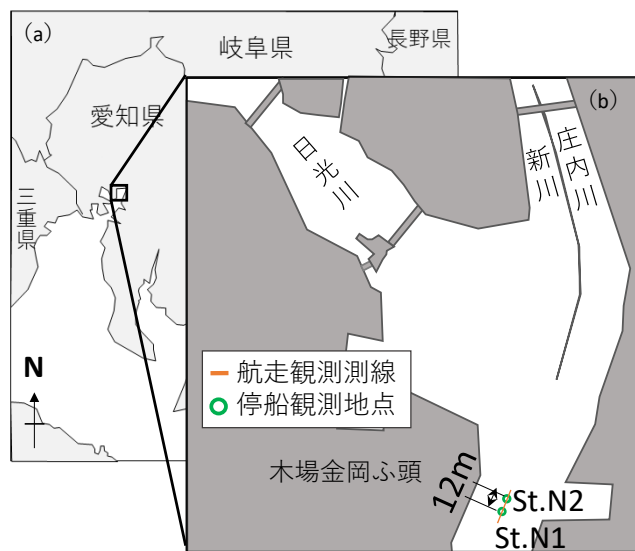 (a)
岐阜県
長野県
愛知県
三重県
N
(b)
日光川
新川
庄内川
航走観測測線
停船観測地点
木場金岡ふ頭
12m
St.N2
St.N1